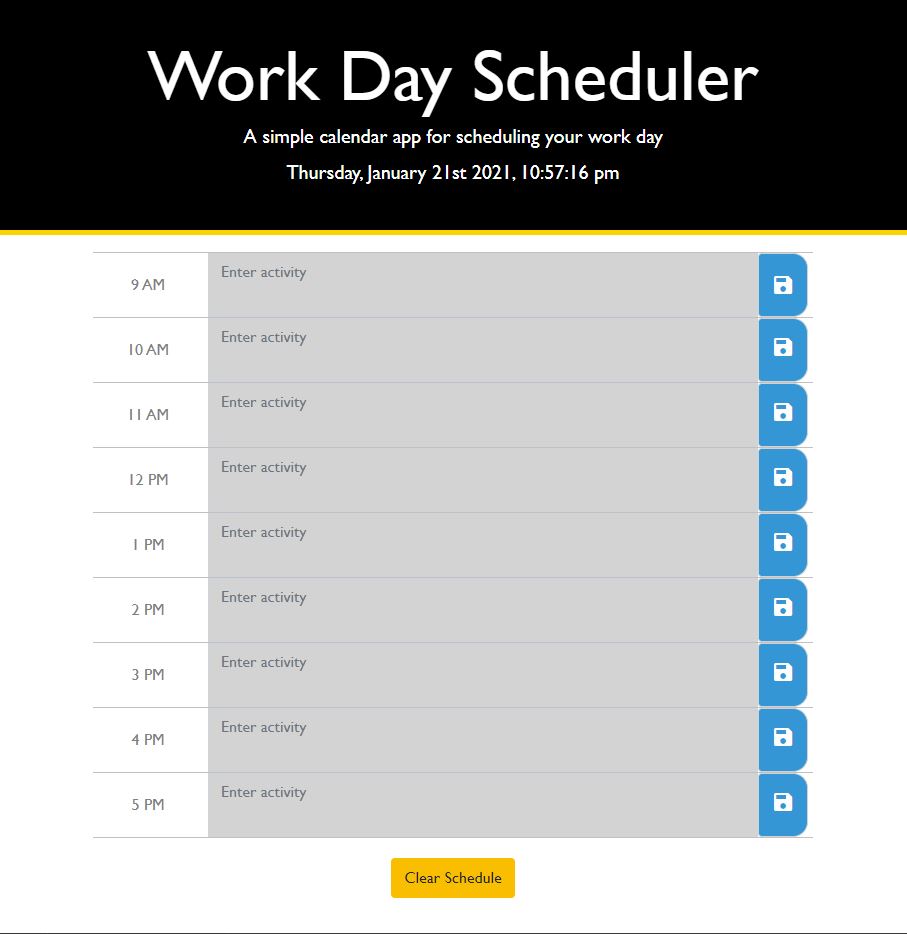 Work Day Scheduler
A simple calendar app for scheduling your work day
Thursday, January 21st 2021, 10:57:16 pm
9 AM
Enter activity
10 AM
Enter activity
11 AM
Enter activity
12 PM
Enter activity
1 PM
Enter activity
2 PM
Enter activity
3 PM
Enter activity
4 PM
Enter activity
5 PM
Enter activity
Clear Schedule